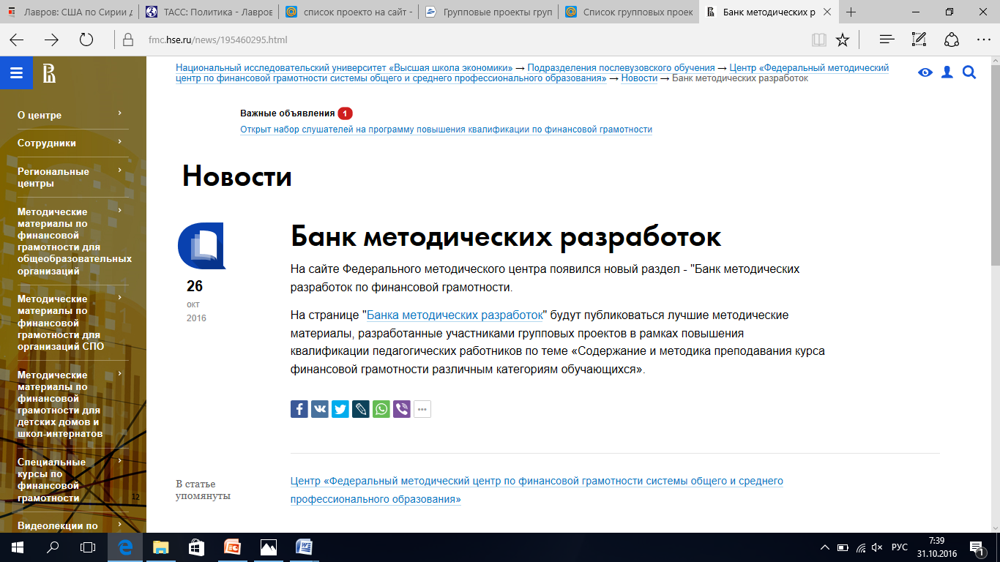 Лавров: США по Сирии д
ТАСС: Политика - Лавров
список проекто на сайт -
Групповые проекты груп
Список групповых проек
Банк методических р
fmc.hse.ru/news/195460295.html
Национальный исследовательский университет «Высшая школа экономики» → Подразделения послевузовского обучения → Центр «Федеральный методический
центр по финансовой грамотности системы общего и среднего профессионального образования» → Новости → Банк методических разработок
Важные объявления 1
Открыт набор слушателей на программу повышения квалификации по финансовой грамотности
О центре
Сотрудники
Региональные
центры
Методические
материалы по
финансовой
грамотности для
общеобразовательных
организаций
Методические
материалы по
финансовой
грамотности для
организаций СПО
Методические
материалы по
финансовой
грамотности для
детских домов и
школ-интернатов
Специальные
курсы по
финансовой
грамотности
12
Видеолекции по
Новости
26
окт
2016
Банк методических разработок
На сайте Федерального методического центра появился новый раздел - "Банк методических
разработок по финансовой грамотности.
На странице "Банка методических разработок" будут публиковаться лучшие методические
материалы, разработанные участниками групповых проектов в рамках повышения
квалификации педагогических работников по теме «Содержание и методика преподавания курса
финансовой грамотности различным категориям обучающихся».
В статье
упомянуты
Центр «Федеральный методический центр по финансовой грамотности системы общего и среднего
профессионального образования»
РУС
7:39
31.10.2016
1